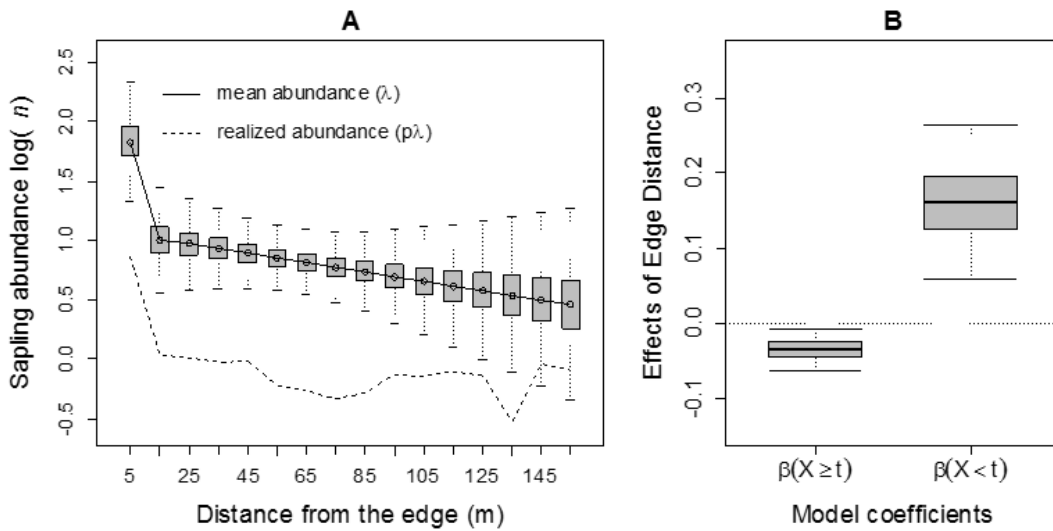 A
Sapling abundance log( n)
2.5
2.0
1.5
1.0
0.5
0.0
-0.5
mean abundance (λ)
realized abundance (pλ)
5 25 45 65 85 105 125 145
Distance from the edge (m)
B
Effects of Edge Distance
0.3
0.2
0.1
0.0
-0.1
β(X ≥ t) β(X < t)
Model coefficients